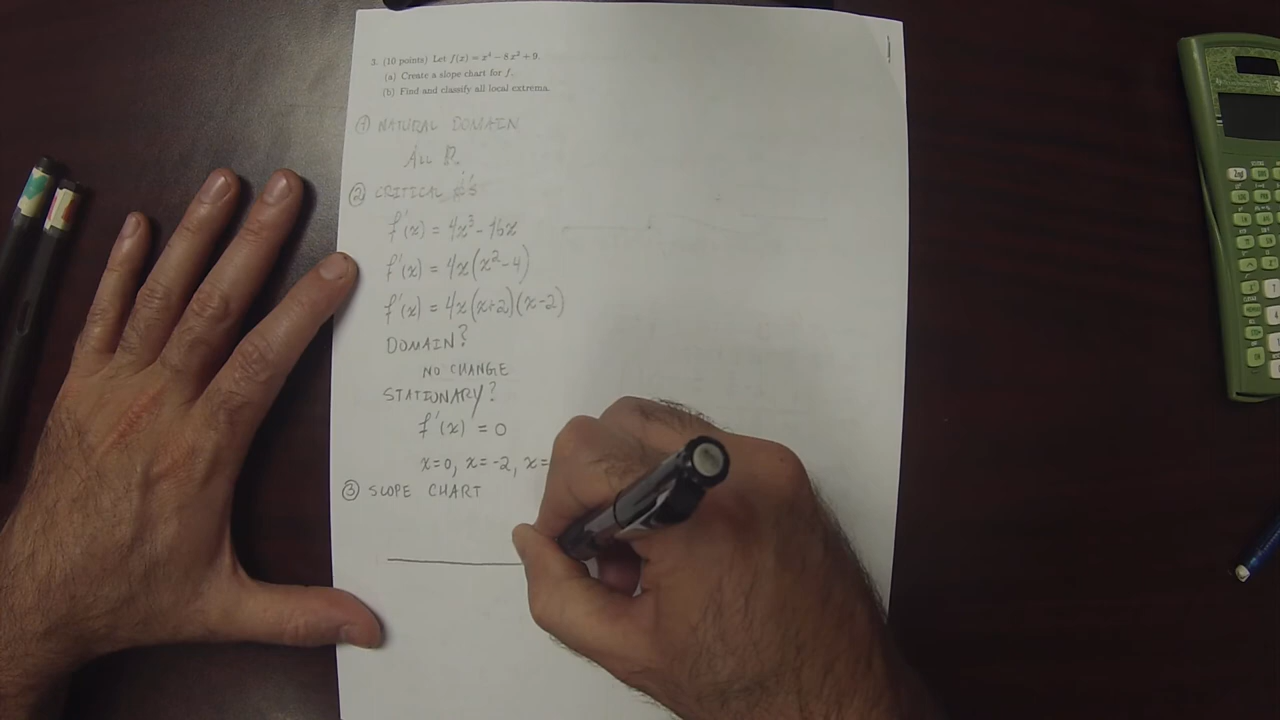 3. (10 points) Let f(x) = x⁴ − 8x² + 9.
(a) Create a slope chart for f.
(b) Find and classify all local extrema.
① NATURAL DOMAIN
ALL ℝ
② CRITICAL #'s
f'(x) = 4x³ - 16x
f'(x) = 4x(x² - 4)
f'(x) = 4x(x+2)(x-2)
DOMAIN?
NO CHANGE
STATIONARY?
f'(x) = 0
x=0, x=-2, x=
③ SLOPE CHART